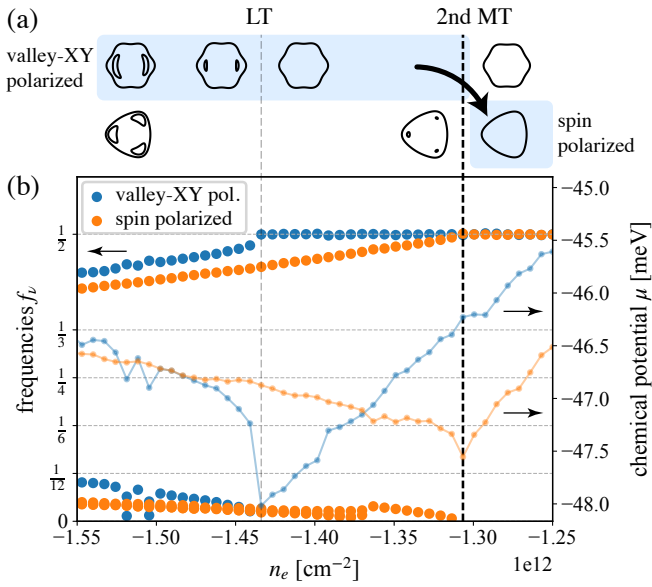 (a)
LT
2nd MT
valley-XY
polarized
spin
polarized
(b)
valley-XY pol.
spin polarized
frequencies f_ν
1/2
1/3
1/4
1/6
1/12
0
−45.0
−45.5
−46.0
−46.5
−47.0
−47.5
−48.0
chemical potential μ [meV]
−1.55
−1.50
−1.45
−1.40
−1.35
−1.30
−1.25
n_e [cm⁻²]
1e12